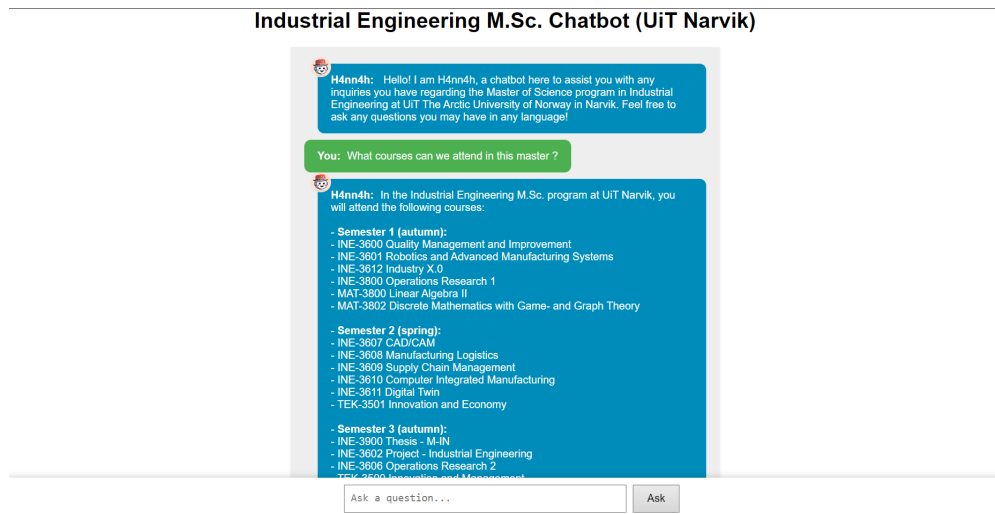 Industrial Engineering M.Sc. Chatbot (UiT Narvik)
H4nn4h: Hello! I am H4nn4h, a chatbot here to assist you with any
inquiries you have regarding the Master of Science program in Industrial
Engineering at UiT The Arctic University of Norway in Narvik. Feel free to
ask any questions you may have in any language!
You: What courses can we attend in this master ?
H4nn4h: In the Industrial Engineering M.Sc. program at UiT Narvik, you
will attend the following courses:
- Semester 1 (autumn):
- INE-3600 Quality Management and Improvement
- INE-3601 Robotics and Advanced Manufacturing Systems
- INE-3612 Industry X.0
- INE-3800 Operations Research 1
- MAT-3800 Linear Algebra II
- MAT-3802 Discrete Mathematics with Game- and Graph Theory
- Semester 2 (spring):
- INE-3607 CAD/CAM
- INE-3608 Manufacturing Logistics
- INE-3609 Supply Chain Management
- INE-3610 Computer Integrated Manufacturing
- INE-3611 Digital Twin
- TEK-3501 Innovation and Economy
- Semester 3 (autumn):
- INE-3900 Thesis - M-IN
- INE-3602 Project - Industrial Engineering
- INE-3606 Operations Research 2
- TEK-3500 Innovation and Management
Ask a question...
Ask